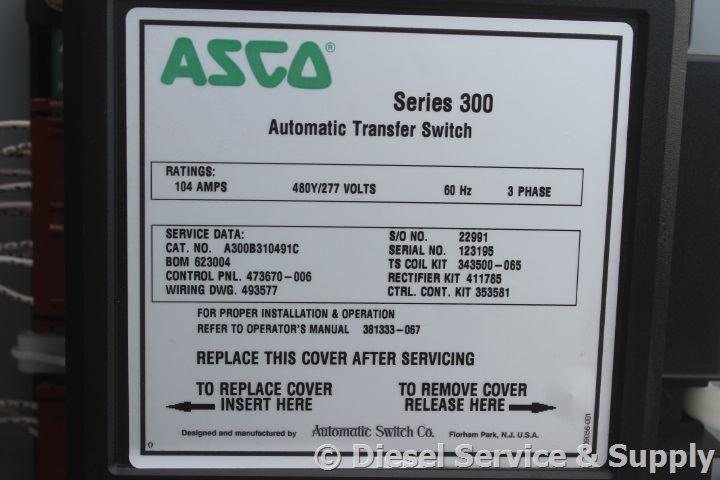 ASCO®
Series 300
Automatic Transfer Switch
RATINGS:
104 AMPS 480Y/277 VOLTS 60 Hz 3 PHASE
SERVICE DATA:
CAT. NO. A300B310491C
BOM 623004
CONTROL PNL. 473670-006
WIRING DWG. 493577
S/O NO. 22991
SERIAL NO. 123195
TS COIL KIT 343500-065
RECTIFIER KIT 411785
CTRL. CONT. KIT 353581
FOR PROPER INSTALLATION & OPERATION
REFER TO OPERATOR'S MANUAL 381333-067
REPLACE THIS COVER AFTER SERVICING
TO REPLACE COVER
INSERT HERE
TO REMOVE COVER
RELEASE HERE
Designed and manufactured by Automatic Switch Co. Florham Park, N.J. U.S.A.
© Diesel Service & Supply